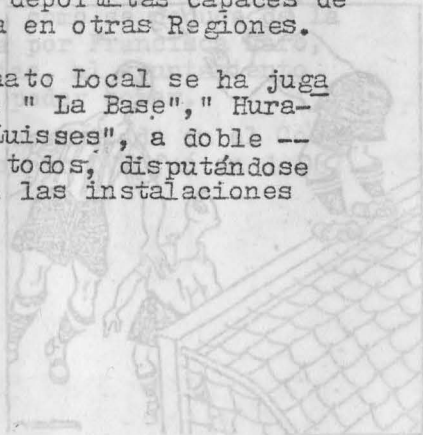 deportistas capaces de
a en otras Regiones.
ato Local se ha juga
" La Base"," Hura-
uisses", a doble --
todos, disputándose
las instalaciones